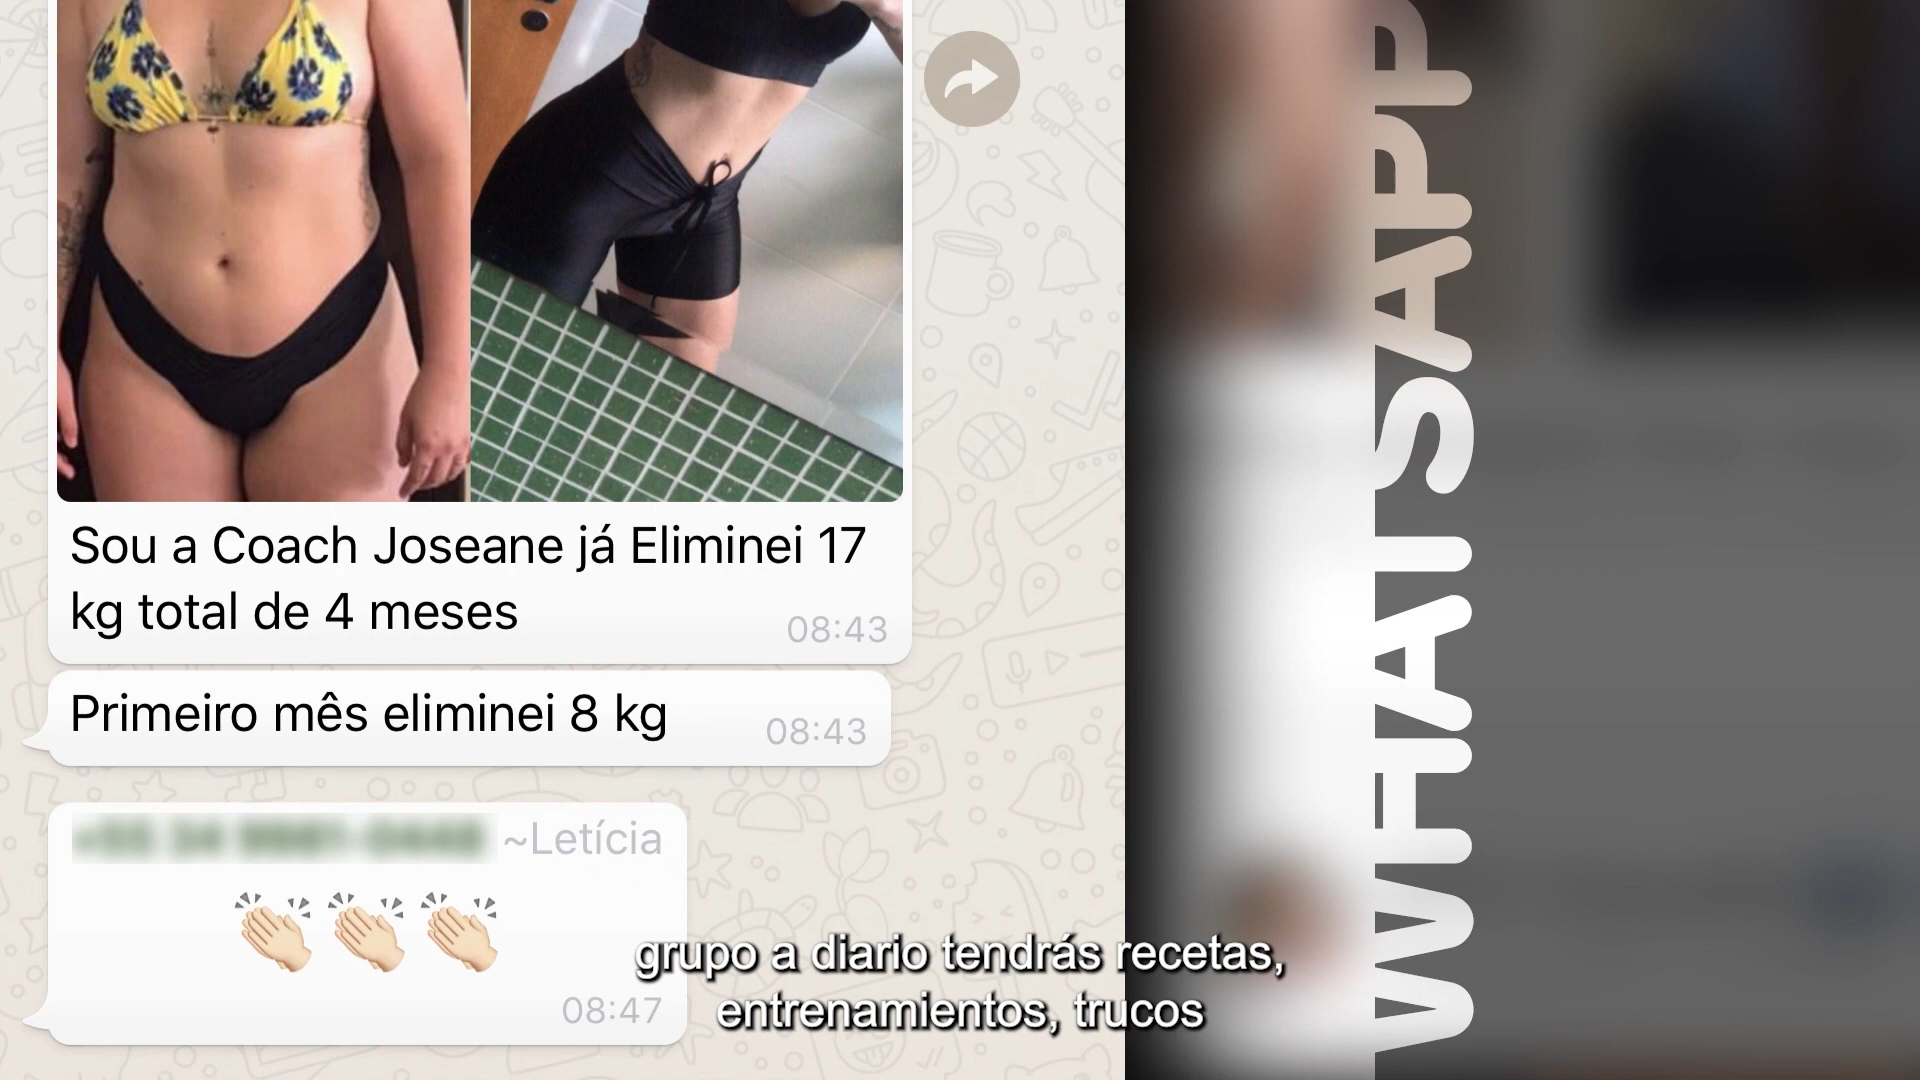 Sou a Coach Joseane já Eliminei 17
kg total de 4 meses
08:43
Primeiro mês eliminei 8 kg
08:43
~Letícia
08:47
grupo a diario tendrás recetas,
entrenamientos, trucos
WHATSAPP